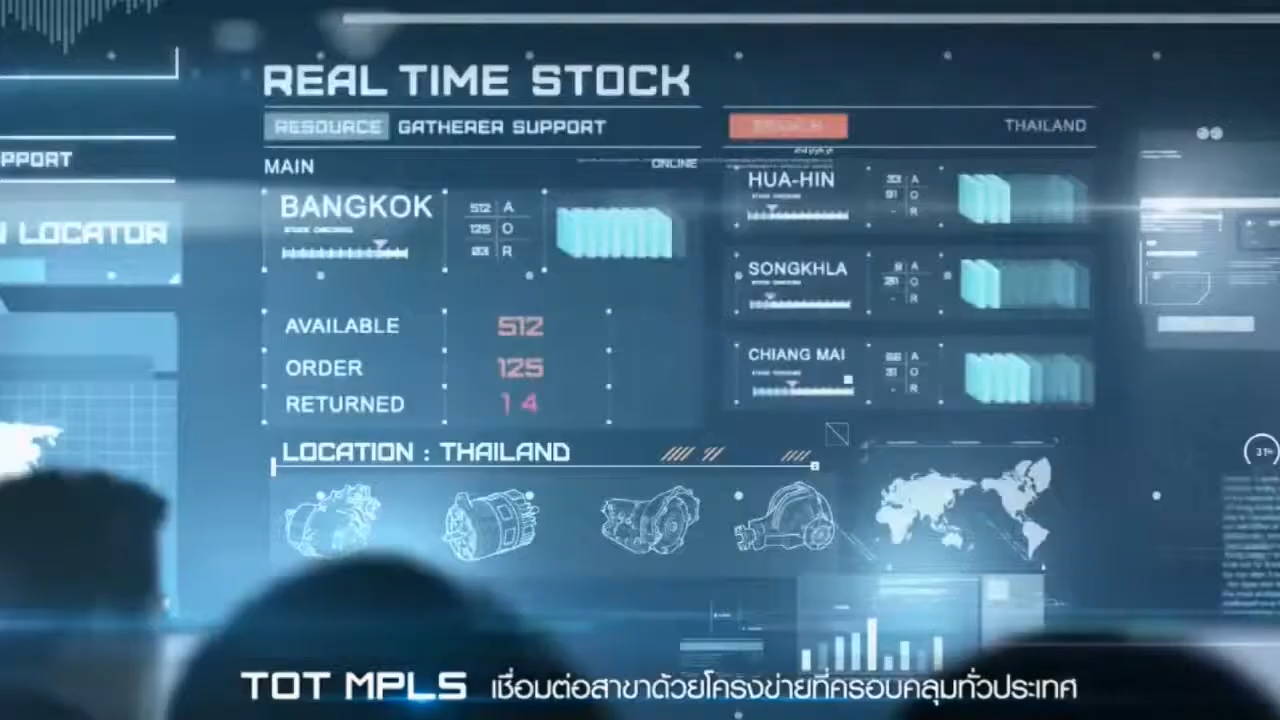 REAL TIME STOCK
RESOURCE GATHERER SUPPORT
THAILAND
PPORT
MAIN
ONLINE
BANGKOK
512 A
125 O
03 R
HUA-HIN
A
O
- R
LOCATOR
SONGKHLA
A
O
- R
AVAILABLE 512
ORDER 125
RETURNED 14
CHIANG MAI
A
O
- R
LOCATION : THAILAND
TOT MPLS เชื่อมต่อสาขาด้วยโครงข่ายที่ครอบคลุมทั่วประเทศ